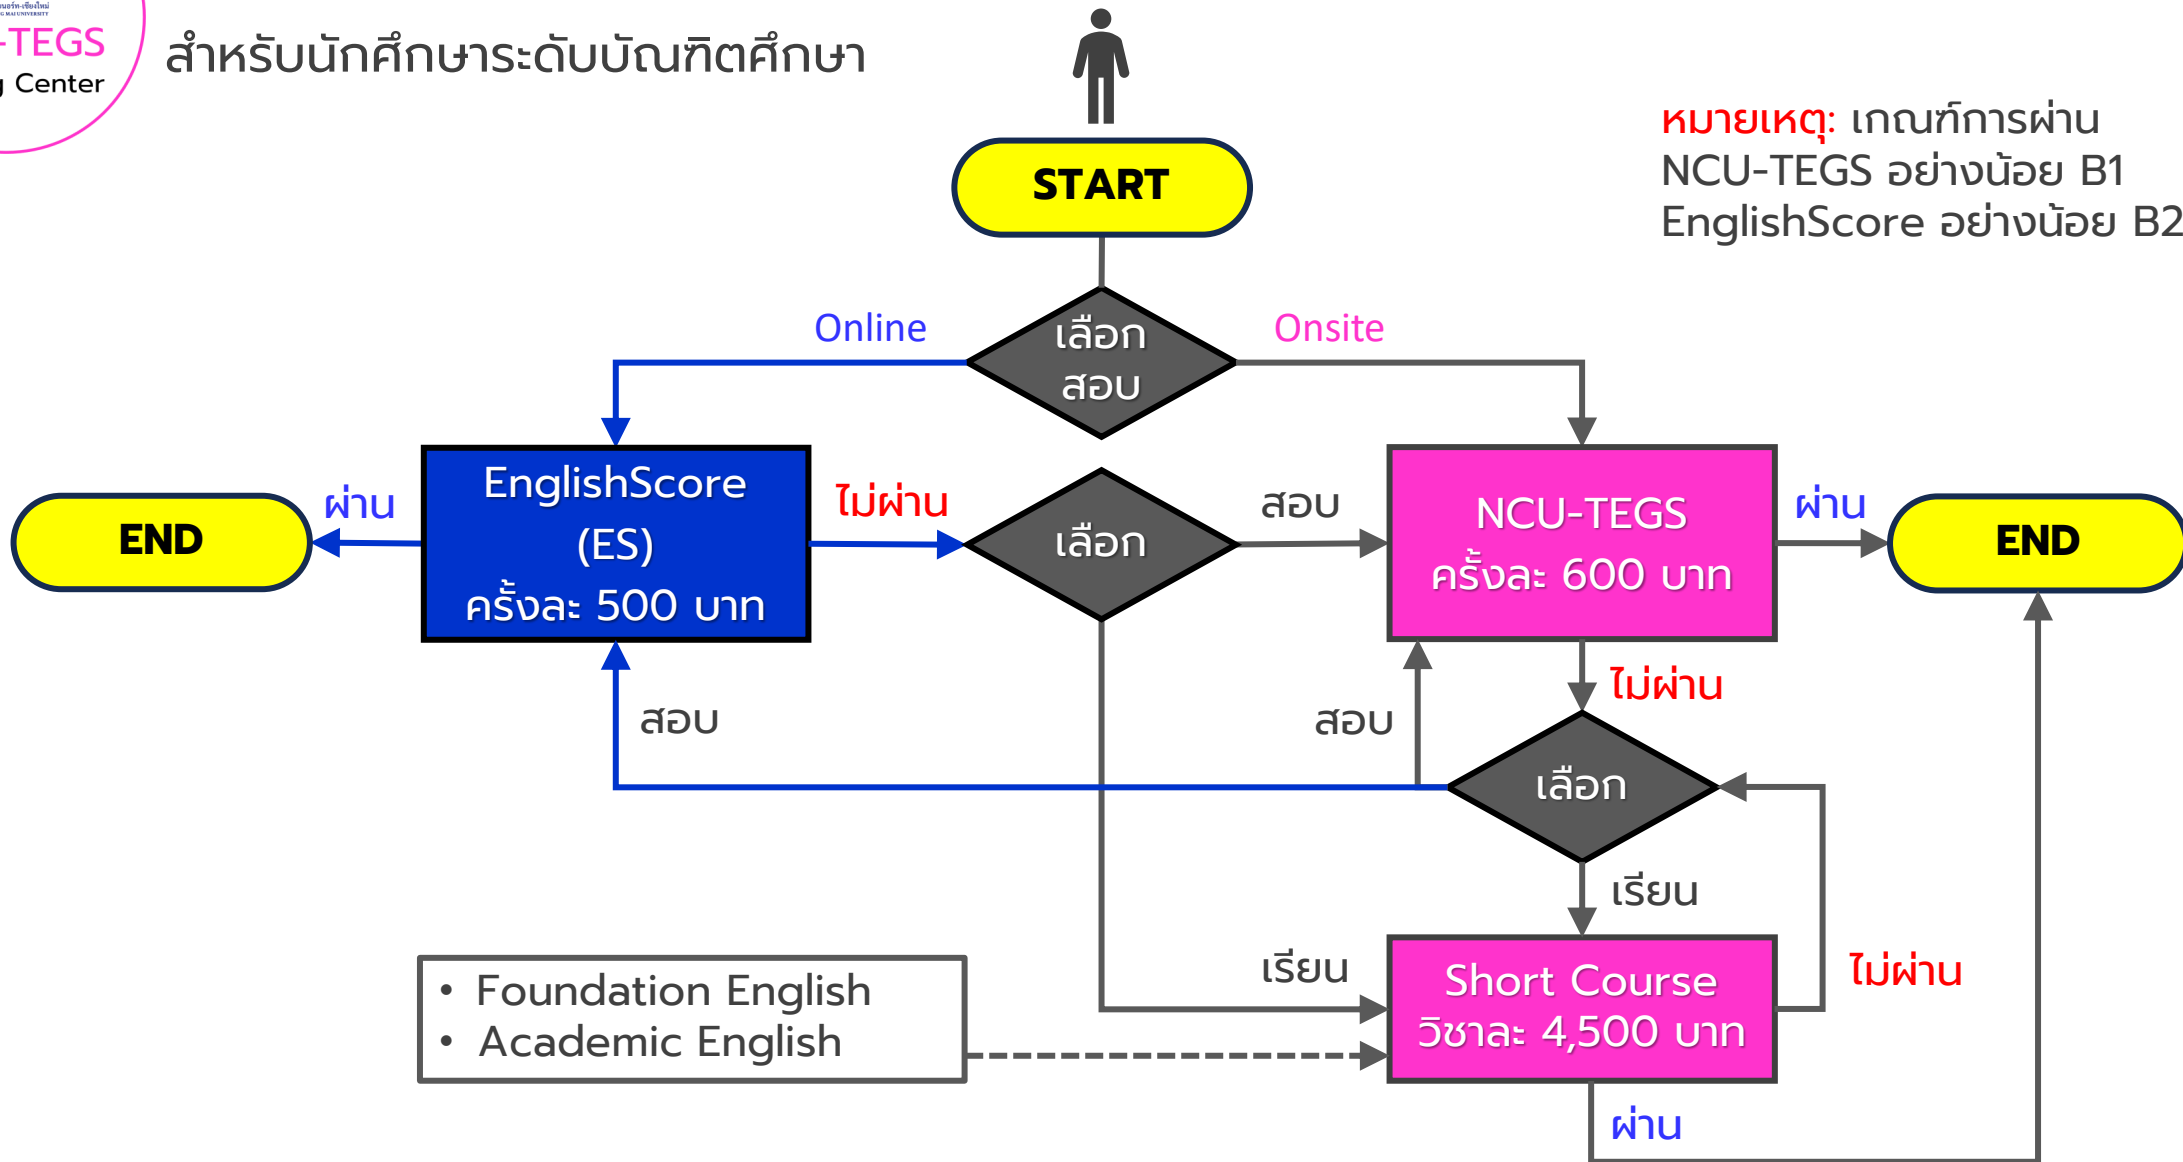 -TEGS
Center
สำหรับนักศึกษาระดับบัณฑิตศึกษา
หมายเหตุ: เกณฑ์การผ่าน
NCU-TEGS อย่างน้อย B1
EnglishScore อย่างน้อย B2
START
Online
เลือก
สอบ
Onsite
END
ผ่าน
EnglishScore
(ES)
ครั้งละ 500 บาท
ไม่ผ่าน
เลือก
สอบ
NCU-TEGS
ครั้งละ 600 บาท
ผ่าน
END
ไม่ผ่าน
สอบ
สอบ
เลือก
เรียน
ไม่ผ่าน
• Foundation English
• Academic English
เรียน
Short Course
วิชาละ 4,500 บาท
ผ่าน